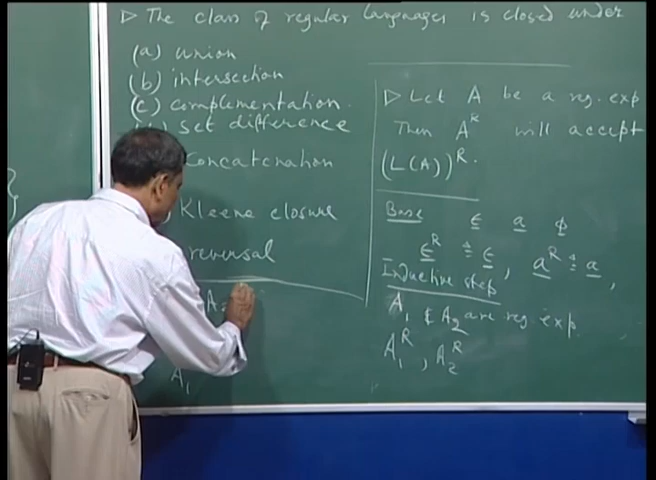 ▷ The class of regular languages is closed under
(a) union
(b) intersection
(c) complementation.
set difference
Concatenation
, Kleene closure
reversal
A₂
A₁
▷ Let A be a reg. exp
Then A^R will accept
(L(A))^R.
Base ϵ a ϕ
ϵ^R ≜ ϵ, a^R ≜ a,
Inductive step
A₁ & A₂ are reg exp.
A₁^R, A₂^R